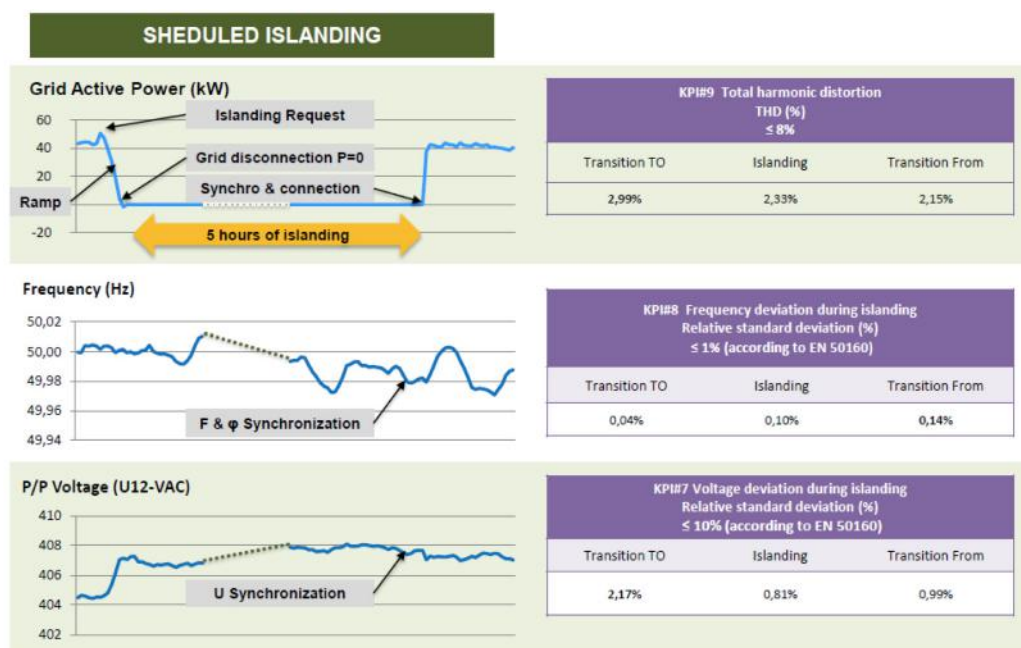 SHEDULED ISLANDING
Grid Active Power (kW)
60
40
20
0
-20
Islanding Request
Grid disconnection P=0
Synchro & connection
Ramp
5 hours of islanding
KPI#9 Total harmonic distortion
THD (%)
≤ 8%
Transition TO Islanding Transition From
2,99% 2,33% 2,15%
Frequency (Hz)
50,02
50,00
49,98
49,96
49,94
F & φ Synchronization
KPI#8 Frequency deviation during islanding
Relative standard deviation (%)
≤ 1% (according to EN 50160)
Transition TO Islanding Transition From
0,04% 0,10% 0,14%
P/P Voltage (U12-VAC)
410
408
406
404
402
U Synchronization
KPI#7 Voltage deviation during islanding
Relative standard deviation (%)
≤ 10% (according to EN 50160)
Transition TO Islanding Transition From
2,17% 0,81% 0,99%